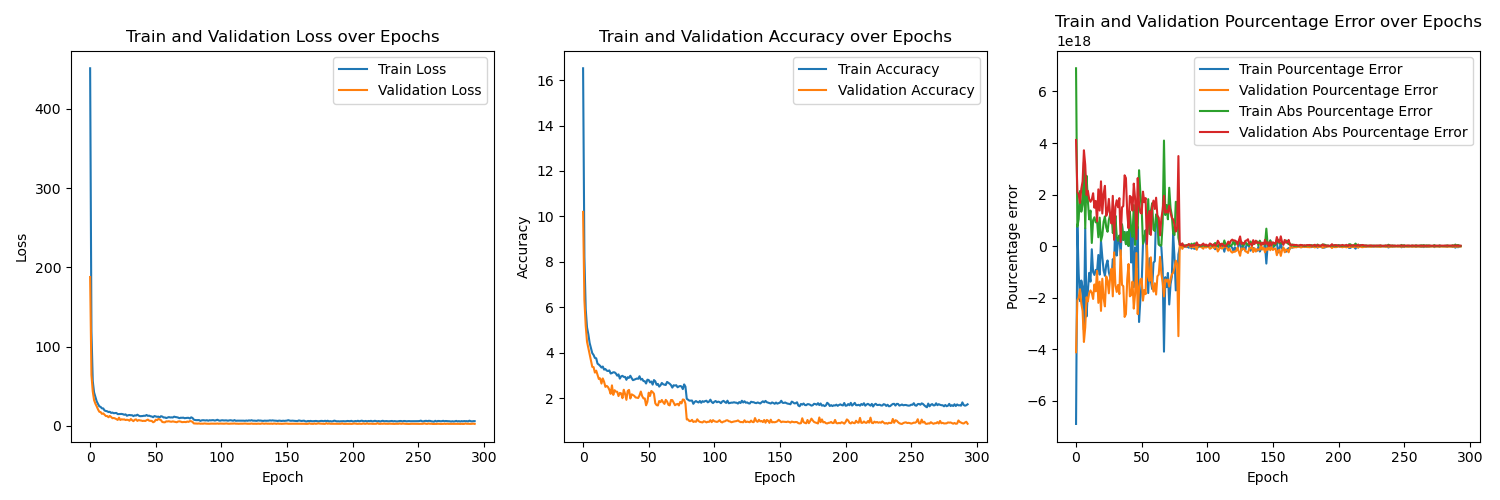 Train and Validation Loss over Epochs
Loss
400
300
200
100
0
0 50 100 150 200 250 300
Epoch
Train Loss
Validation Loss
Train and Validation Accuracy over Epochs
Accuracy
16
14
12
10
8
6
4
2
0 50 100 150 200 250 300
Epoch
Train Accuracy
Validation Accuracy
Train and Validation Pourcentage Error over Epochs
1e18
Pourcentage error
6
4
2
0
−2
−4
−6
0 50 100 150 200 250 300
Epoch
Train Pourcentage Error
Validation Pourcentage Error
Train Abs Pourcentage Error
Validation Abs Pourcentage Error